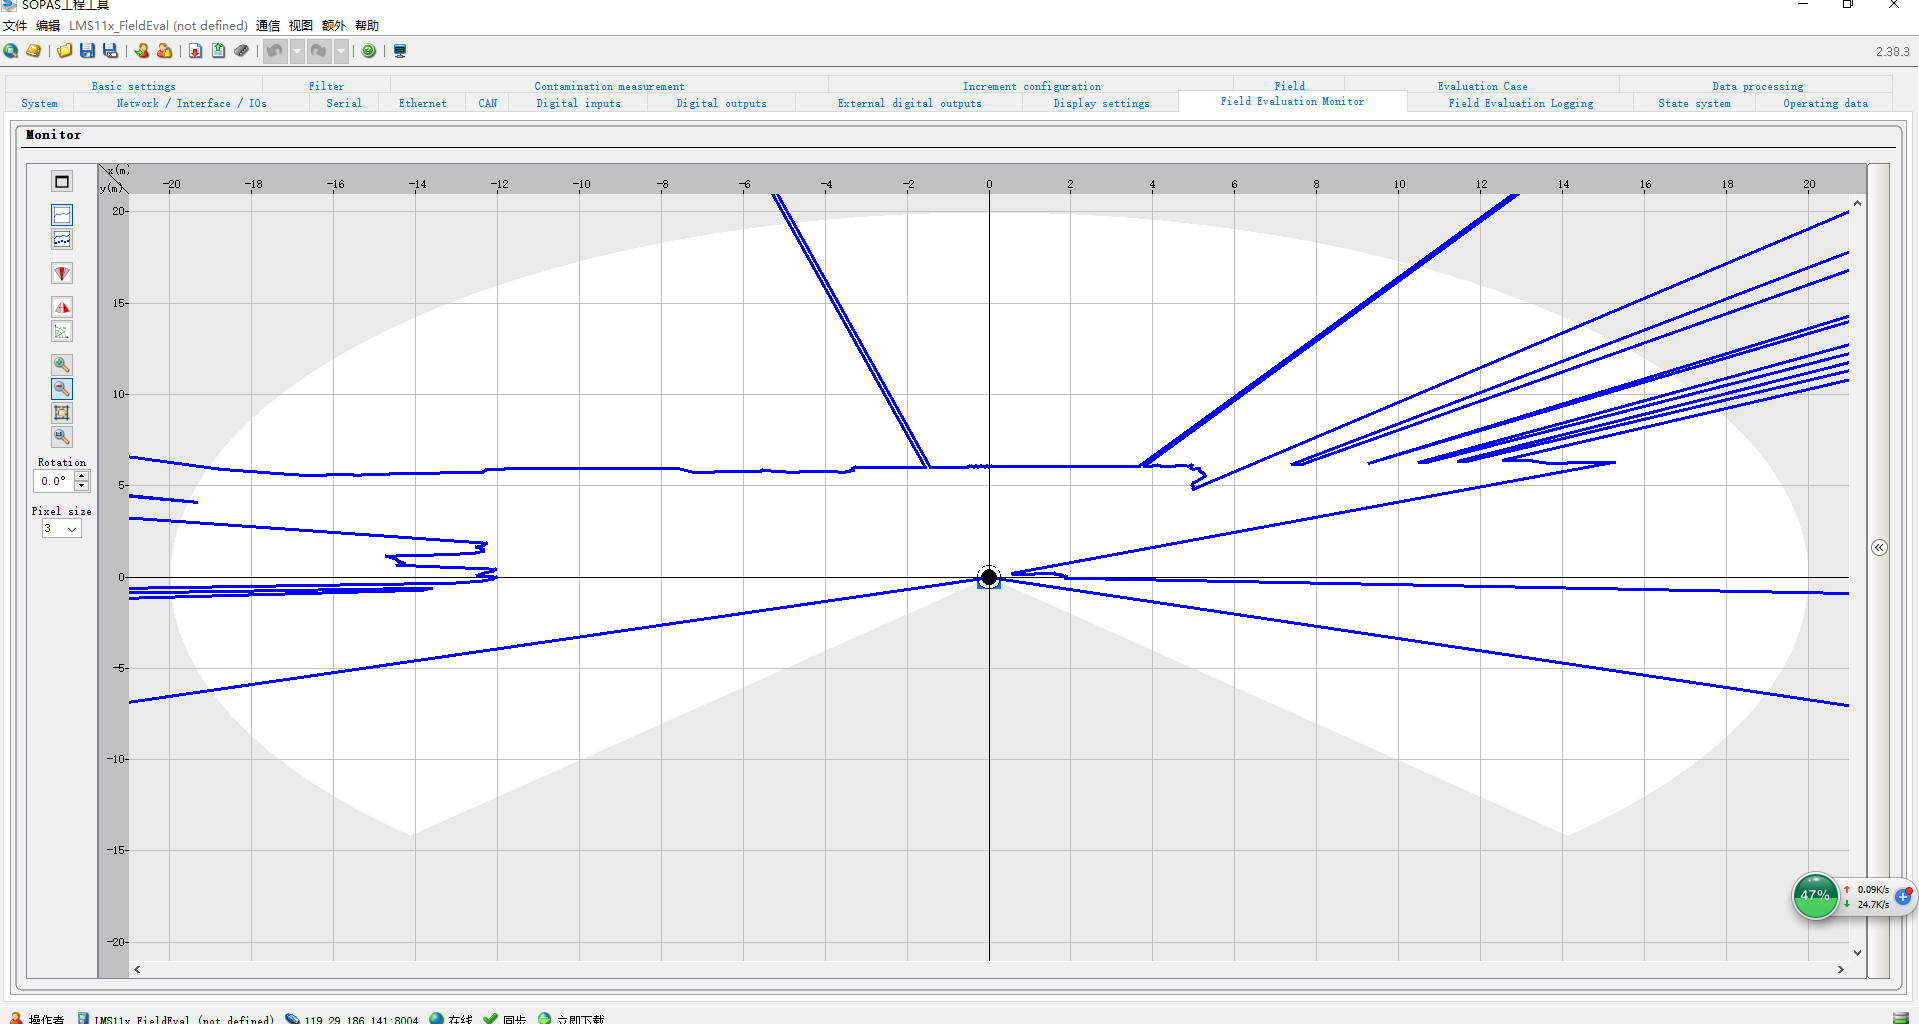 SOPAS工程工具
文件 编辑 LMS11x_FieldEval (not defined) 通信 视图 额外 帮助
2.38.3
Basic settings Filter Contamination measurement Increment configuration Field Evaluation Case Data processing
System Network / Interface / IOs Serial Ethernet CAN Digital inputs Digital outputs External digital outputs Display settings Field Evaluation Monitor Field Evaluation Logging State system Operating data
Monitor
x(m)
y(m)
-20 -18 -16 -14 -12 -10 -8 -6 -4 -2 0 2 4 6 8 10 12 14 16 18 20
20
15
10
5
0
-5
-10
-15
-20
Rotation
0.0°
Pixel size
3
47% 0.09K/s
24.7K/s
操作者 LMS11x_FieldEval (not defined) 119.29.186.141:8004 在线 同步 立即下载